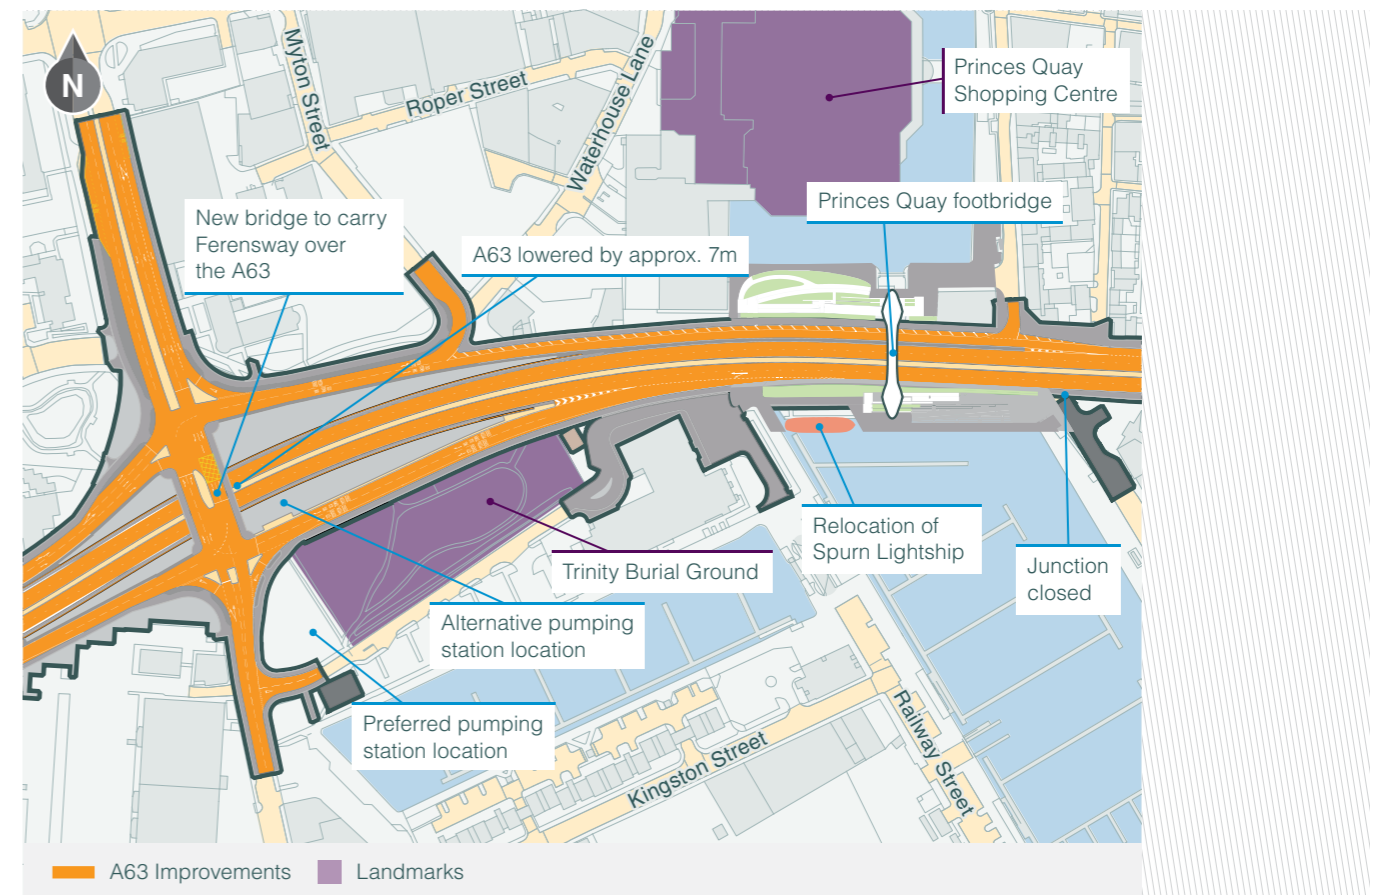 N
Myton Street
Roper Street
Waterhouse Lane
Princes Quay
Shopping Centre
Princes Quay footbridge
New bridge to carry
Ferensway over
the A63
A63 lowered by approx. 7m
Relocation of
Spurn Lightship
Junction
closed
Trinity Burial Ground
Alternative pumping
station location
Preferred pumping
station location
Kingston Street
Railway Street
A63 Improvements
Landmarks